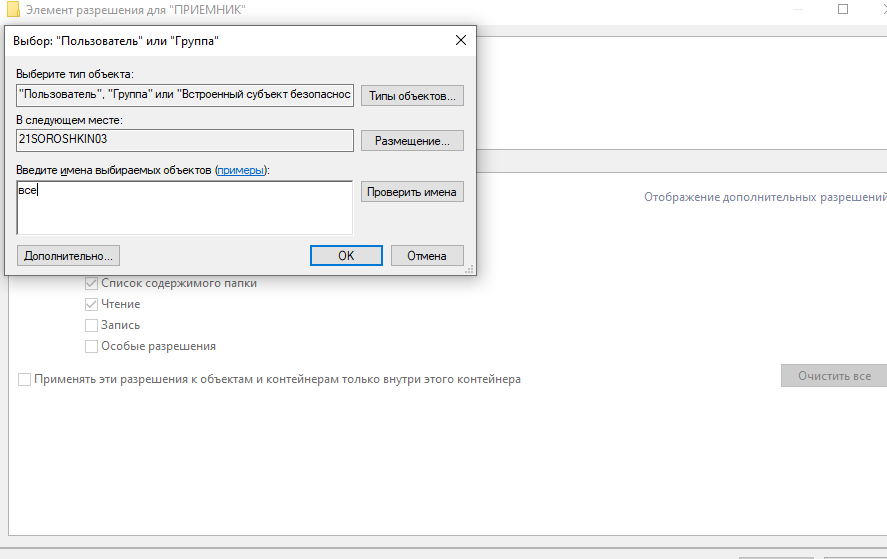 Элемент разрешения для "ПРИЕМНИК"
Выбор: "Пользователь" или "Группа"
Выберите тип объекта:
"Пользователь", "Группа" или "Встроенный субъект безопаснос
Типы объектов...
В следующем месте:
21SOROSHKIN03
Размещение...
Введите имена выбираемых объектов (примеры):
все
Проверить имена
Отображение дополнительных разрешений
Дополнительно...
ОК
Отмена
Список содержимого папки
Чтение
Запись
Особые разрешения
Применять эти разрешения к объектам и контейнерам только внутри этого контейнера
Очистить все